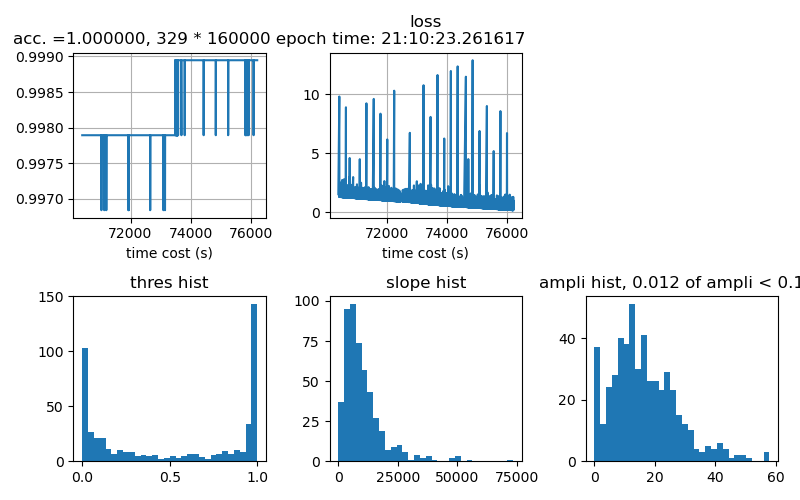 loss
acc. =1.000000, 329 * 160000 epoch time: 21:10:23.261617
0.9990
0.9985
0.9980
0.9975
0.9970
72000 74000 76000
time cost (s)
10
5
0
72000 74000 76000
time cost (s)
thres hist
150
100
50
0
0.0 0.5 1.0
slope hist
100
75
50
25
0
0 25000 50000 75000
ampli hist, 0.012 of ampli < 0.1
40
20
0
0 20 40 60